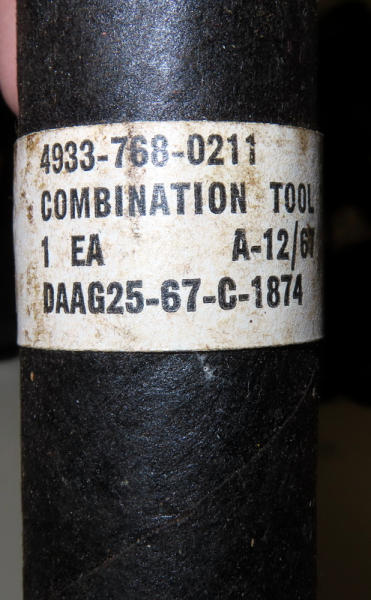 4933-768-0211
COMBINATION TOOL
1 EA A-12/67
DAAG25-67-C-1874